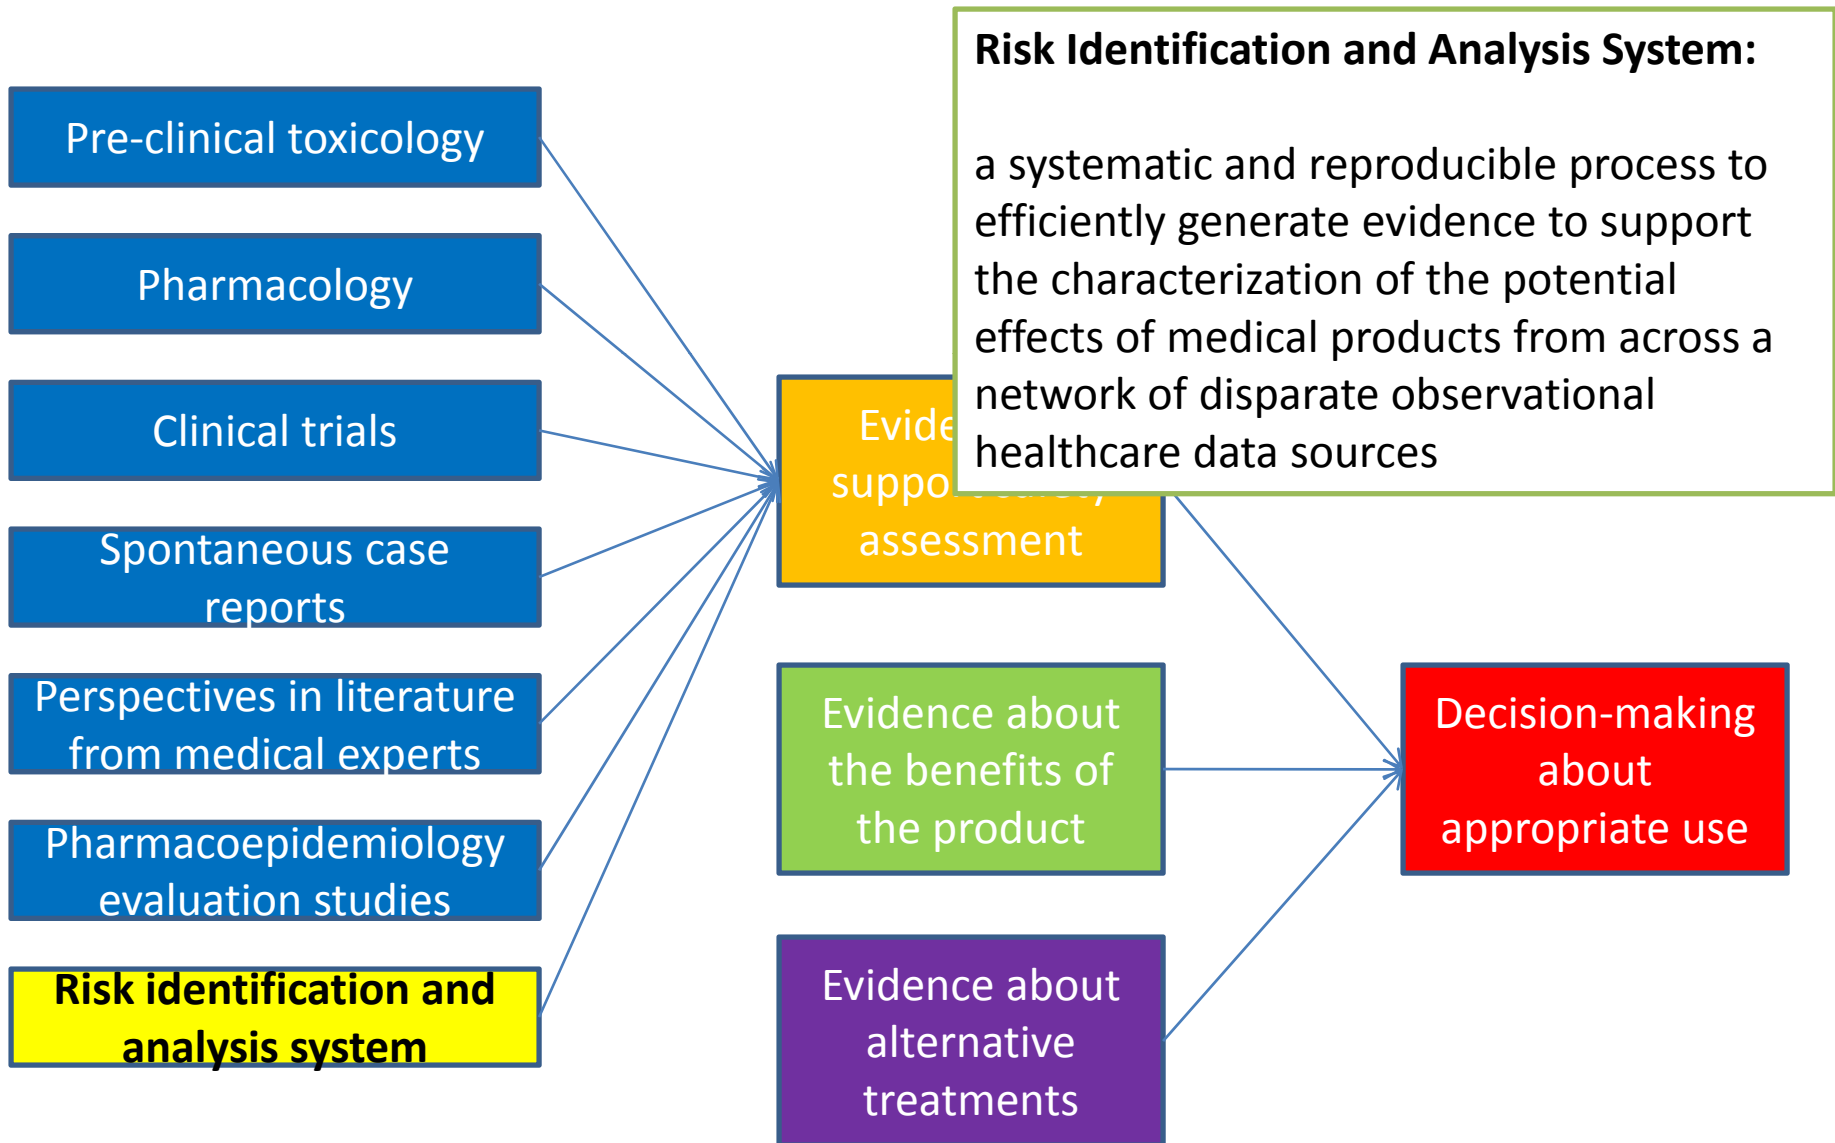 Risk Identification and Analysis System:
a systematic and reproducible process to
efficiently generate evidence to support
the characterization of the potential
effects of medical products from across a
network of disparate observational
healthcare data sources
Pre-clinical toxicology
Pharmacology
Clinical trials
Spontaneous case
reports
Perspectives in literature
from medical experts
Pharmacoepidemiology
evaluation studies
Risk identification and
analysis system
assessment
Evidence about
the benefits of
the product
Evidence about
alternative
treatments
Decision-making
about
appropriate use